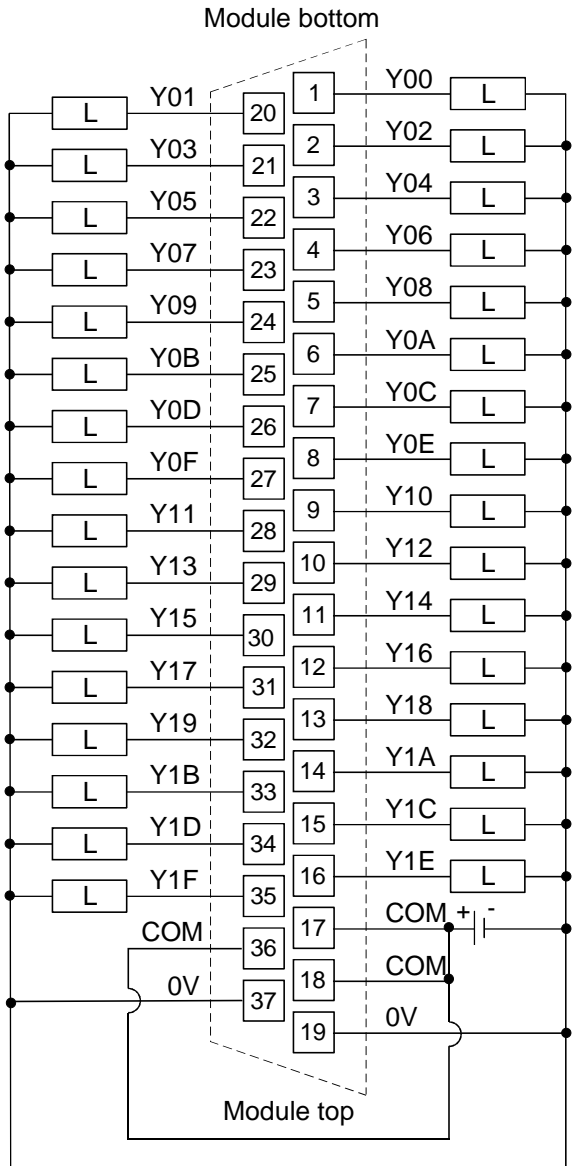 Module bottom
Y00 1 L
Y01 20 L
Y02 2 L
Y03 21 L
Y04 3 L
Y05 22 L
Y06 4 L
Y07 23 L
Y08 5 L
Y09 24 L
Y0A 6 L
Y0B 25 L
Y0C 7 L
Y0D 26 L
Y0E 8 L
Y0F 27 L
Y10 9 L
Y11 28 L
Y12 10 L
Y13 29 L
Y14 11 L
Y15 30 L
Y16 12 L
Y17 31 L
Y18 13 L
Y19 32 L
Y1A 14 L
Y1B 33 L
Y1C 15 L
Y1D 34 L
Y1E 16 L
Y1F 35 L
17 COM + -
COM 36
18 COM
0V 37
19 0V
Module top